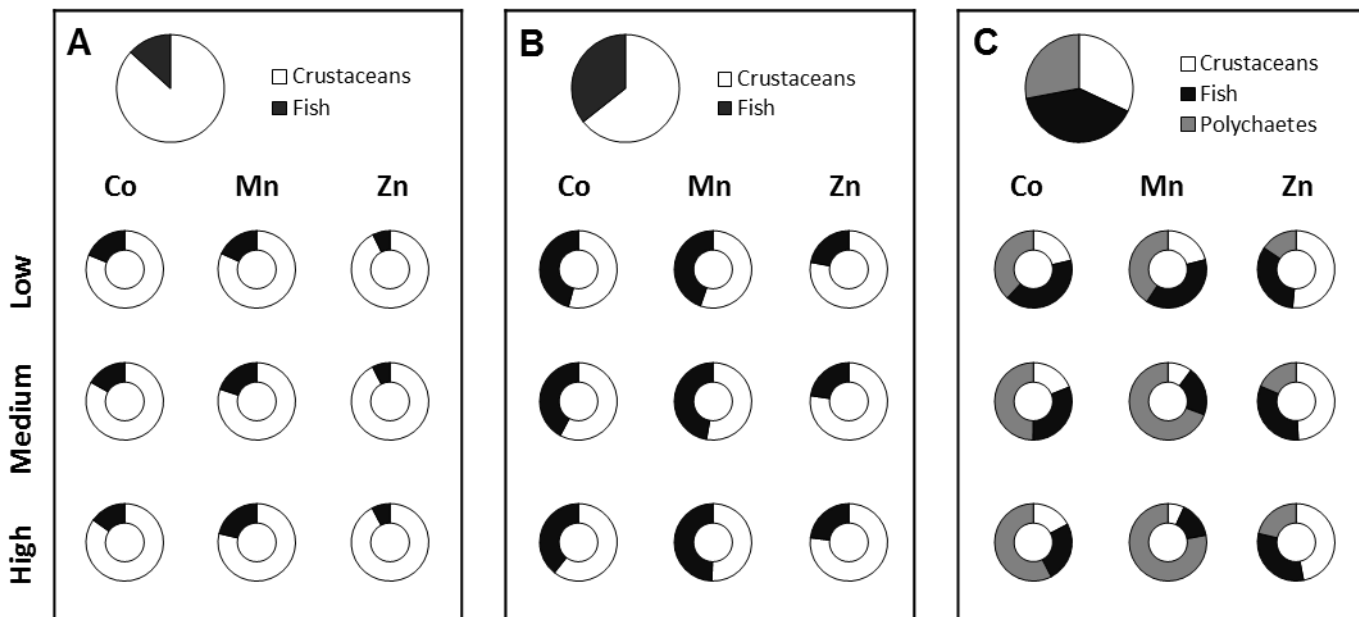 A
Crustaceans
Fish
Co Mn Zn
B
Crustaceans
Fish
Co Mn Zn
C
Crustaceans
Fish
Polychaetes
Co Mn Zn
Low
Medium
High